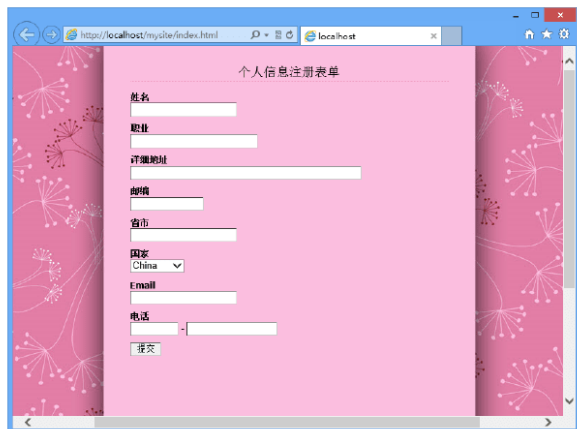 http://localhost/mysite/index.html
localhost
个人信息注册表单
姓名
职业
详细地址
邮编
省市
国家
China
Email
电话
-
提交